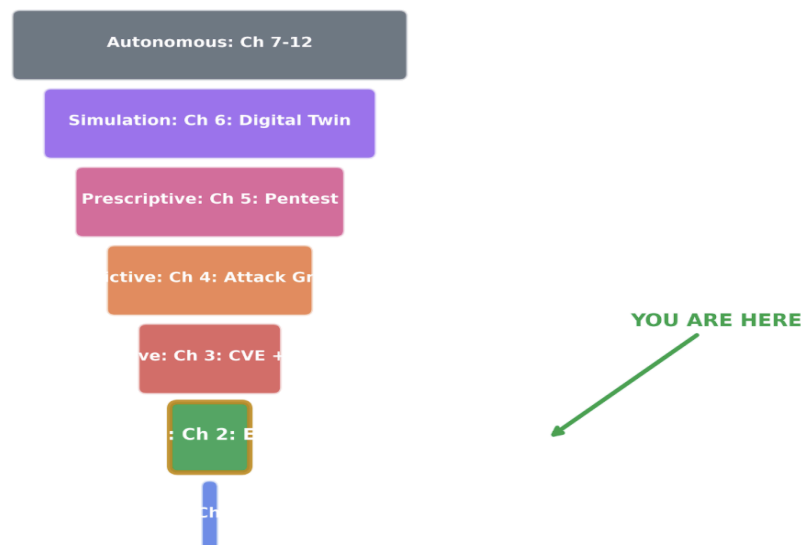 Autonomous: Ch 7-12
Simulation: Ch 6: Digital Twin
Prescriptive: Ch 5: Pentest
ctive: Ch 4: Attack Gr
YOU ARE HERE
ve: Ch 3: CVE +
: Ch 2: E
Ch